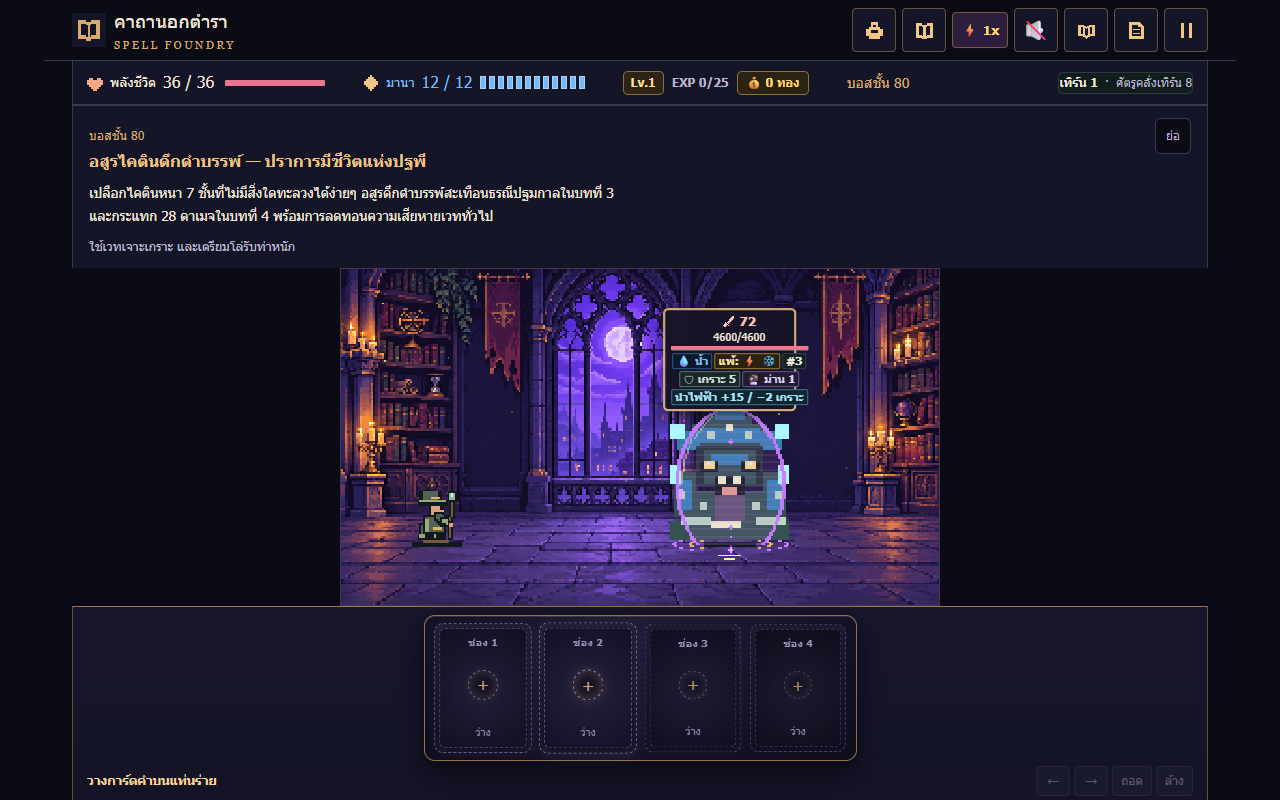 คาถานอกตำรา
SPELL FOUNDRY
1x
พลังชีวิต 36 / 36
มานา 12 / 12
Lv.1
EXP 0/25
0 ทอง
บอสชั้น 80
เทิร์น 1 · ศัตรูคลั่งเทิร์น 8
บอสชั้น 80
ย่อ
อสูรไคตินดึกดำบรรพ์ — ปราการมีชีวิตแห่งปฐพี
เปลือกไคตินหนา 7 ชั้นที่ไม่มีสิ่งใดทะลวงได้ง่ายๆ อสูรดึกดำบรรพ์สะเทือนธรณีปฐมกาลในบทที่ 3
และกระแทก 28 ดาเมจในบทที่ 4 พร้อมการลดทอนความเสียหายเวททั่วไป
ใช้เวทเจาะเกราะ และเตรียมโล่รับท่าหนัก
72
4600/4600
น้ำ แพ้: #3
เกราะ 5 ม่าน 1
นำไฟฟ้า +15 / −2 เกราะ
ช่อง 1 ช่อง 2 ช่อง 3 ช่อง 4
+ + + +
ว่าง ว่าง ว่าง ว่าง
วางการ์ดคำบนแท่นร่าย
← → ถอด ล้าง